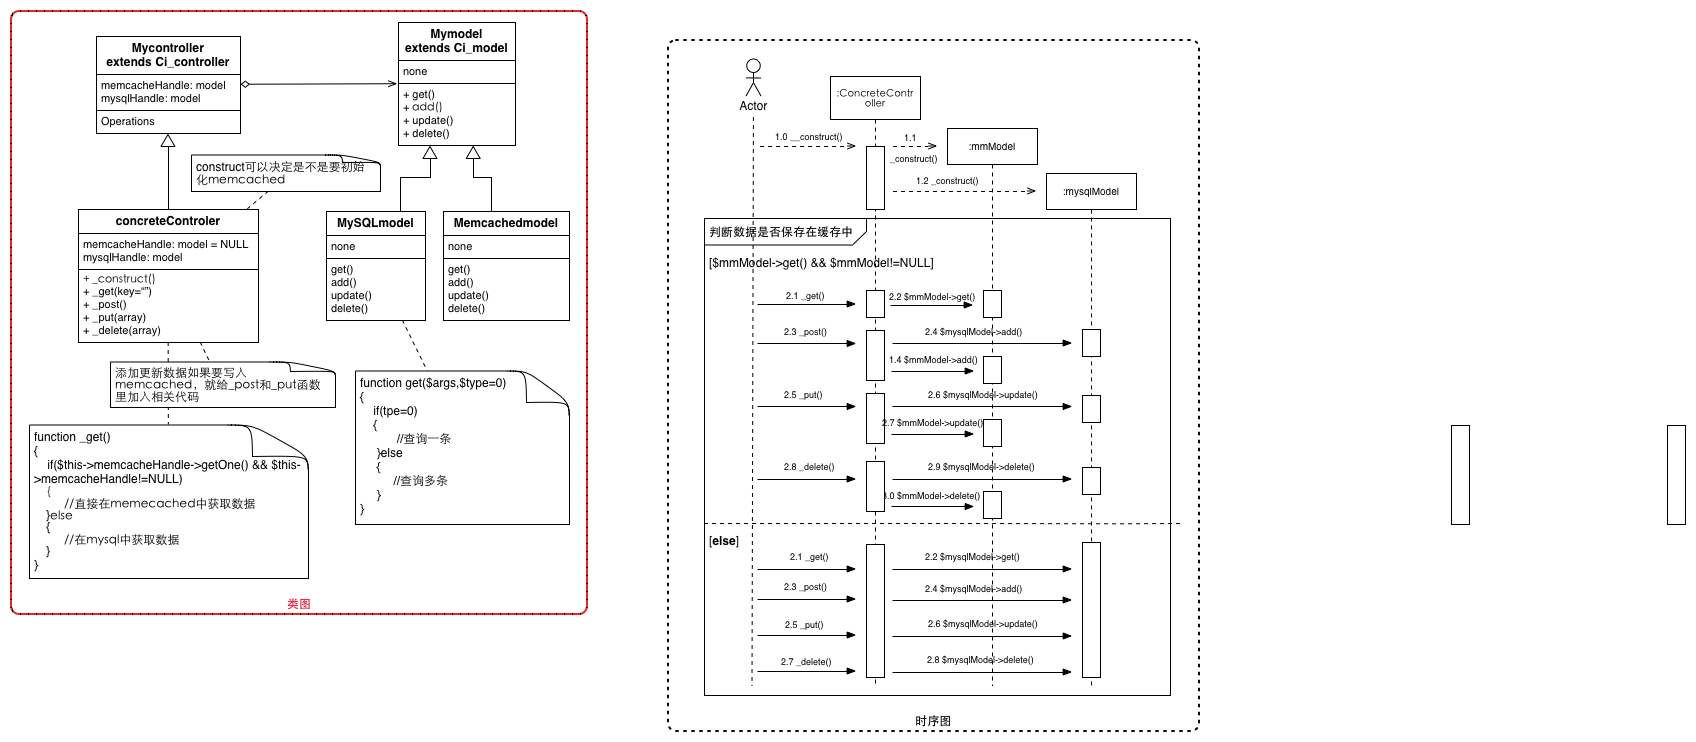 Mycontroller
extends Ci_controller
memcacheHandle: model
mysqlHandle: model
Operations
Mymodel
extends Ci_model
none
+ get()
+ add()
+ update()
+ delete()
construct可以决定是不是要初始
化memcached
concreteControler
memcacheHandle: model = NULL
mysqlHandle: model
+ _construct()
+ _get(key=“”)
+ _post()
+ _put(array)
+ _delete(array)
MySQLmodel
none
get()
add()
update()
delete()
Memcachedmodel
none
get()
add()
update()
delete()
添加更新数据如果要写入
memcached，就给_post和_put函数
里加入相关代码
function _get()
{
if($this->memcacheHandle->getOne() && $this-
>memcacheHandle!=NULL)
{
//直接在memecached中获取数据
}else
{
//在mysql中获取数据
}
}
function get($args,$type=0)
{
if(tpe=0)
{
//查询一条
}else
{
//查询多条
}
}
类图
Actor
:ConcreteContr
oller
1.0 __construct()
1.1
_construct()
:mmModel
1.2 _construct()
:mysqlModel
判断数据是否保存在缓存中
[$mmModel->get() && $mmModel!=NULL]
2.1 _get()
2.2 $mmModel->get()
2.3 _post()
2.4 $mysqlModel->add()
1.4 $mmModel->add()
2.5 _put()
2.6 $mysqlModel->update()
2.7 $mmModel->update()
2.8 _delete()
2.9 $mysqlModel->delete()
3.0 $mmModel->delete()
[else]
2.1 _get()
2.2 $mysqlModel->get()
2.3 _post()
2.4 $mysqlModel->add()
2.5 _put()
2.6 $mysqlModel->update()
2.7 _delete()
2.8 $mysqlModel->delete()
时序图